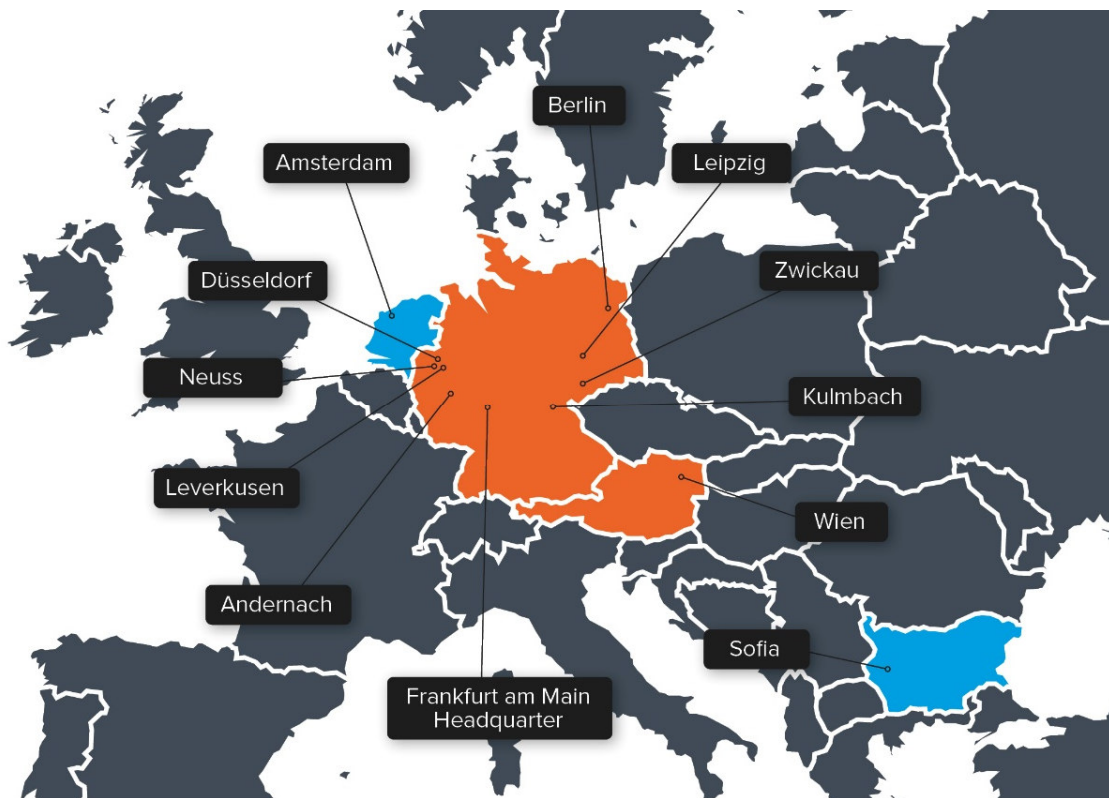 Berlin
Amsterdam
Leipzig
Düsseldorf
Zwickau
Neuss
Kulmbach
Leverkusen
Wien
Andernach
Sofia
Frankfurt am Main
Headquarter